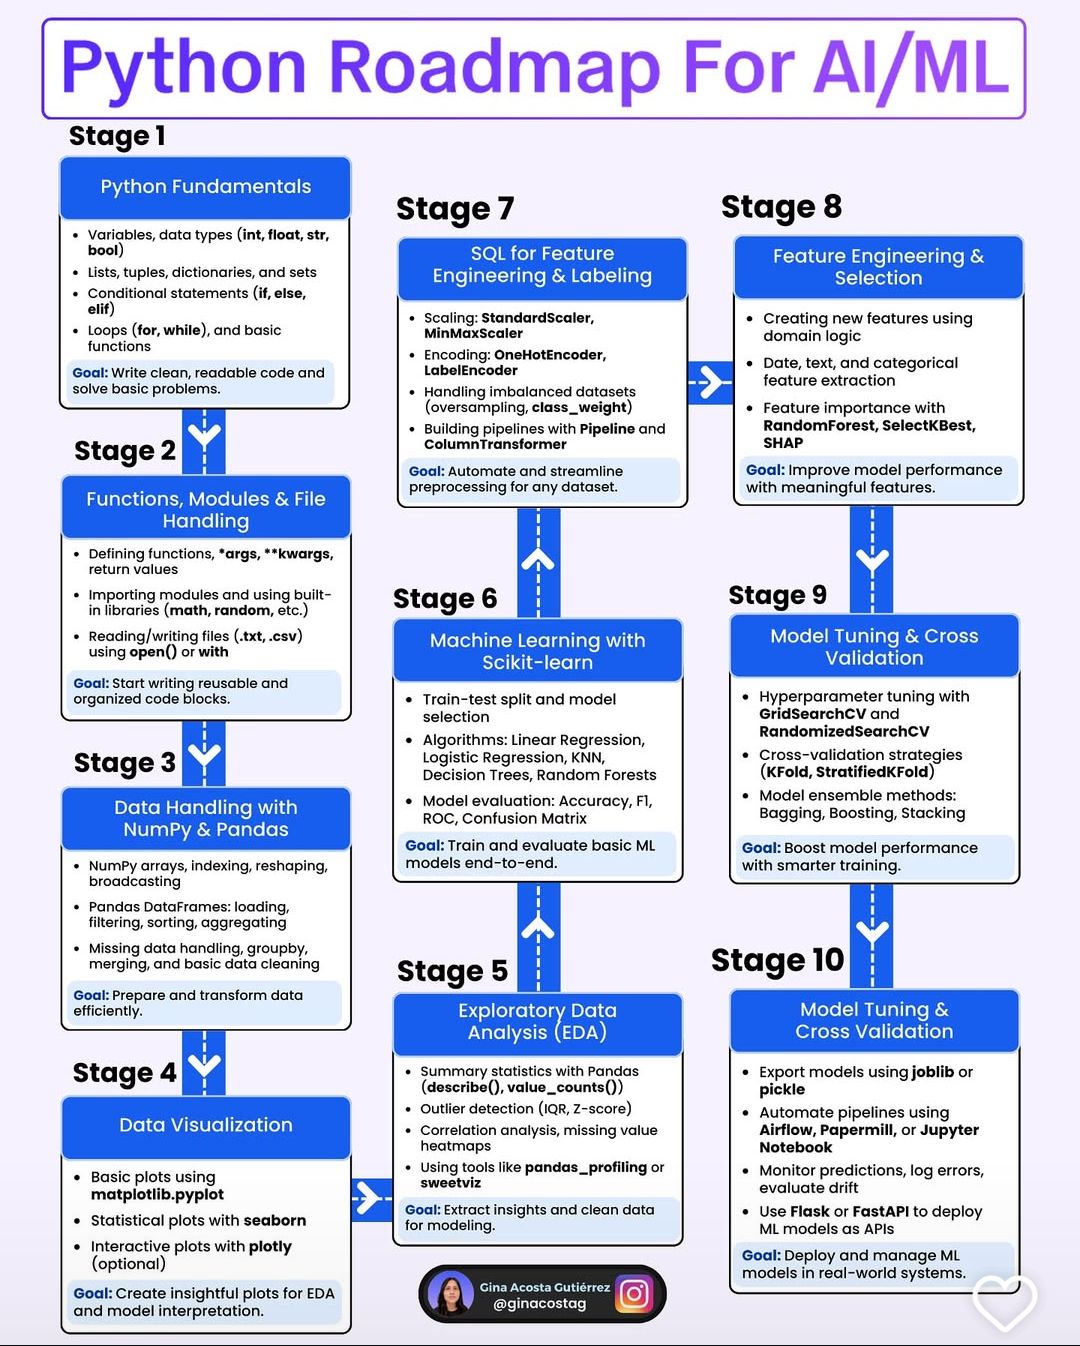 Python Roadmap For AI/ML
Stage 1
Python Fundamentals
• Variables, data types (int, float, str,
bool)
• Lists, tuples, dictionaries, and sets
• Conditional statements (if, else,
elif)
• Loops (for, while), and basic
functions
Goal: Write clean, readable code and
solve basic problems.
Stage 2
Functions, Modules & File
Handling
• Defining functions, *args, **kwargs,
return values
• Importing modules and using built-
in libraries (math, random, etc.)
• Reading/writing files (.txt, .csv)
using open() or with
Goal: Start writing reusable and
organized code blocks.
Stage 3
Data Handling with
NumPy & Pandas
• NumPy arrays, indexing, reshaping,
broadcasting
• Pandas DataFrames: loading,
filtering, sorting, aggregating
• Missing data handling, groupby,
merging, and basic data cleaning
Goal: Prepare and transform data
efficiently.
Stage 4
Data Visualization
• Basic plots using
matplotlib.pyplot
• Statistical plots with seaborn
• Interactive plots with plotly
(optional)
Goal: Create insightful plots for EDA
and model interpretation.
Stage 5
Exploratory Data
Analysis (EDA)
• Summary statistics with Pandas
(describe(), value_counts())
• Outlier detection (IQR, Z-score)
• Correlation analysis, missing value
heatmaps
• Using tools like pandas_profiling or
sweetviz
Goal: Extract insights and clean data
for modeling.
Stage 6
Machine Learning with
Scikit-learn
• Train-test split and model
selection
• Algorithms: Linear Regression,
Logistic Regression, KNN,
Decision Trees, Random Forests
• Model evaluation: Accuracy, F1,
ROC, Confusion Matrix
Goal: Train and evaluate basic ML
models end-to-end.
Stage 7
SQL for Feature
Engineering & Labeling
• Scaling: StandardScaler,
MinMaxScaler
• Encoding: OneHotEncoder,
LabelEncoder
• Handling imbalanced datasets
(oversampling, class_weight)
• Building pipelines with Pipeline and
ColumnTransformer
Goal: Automate and streamline
preprocessing for any dataset.
Stage 8
Feature Engineering &
Selection
• Creating new features using
domain logic
• Date, text, and categorical
feature extraction
• Feature importance with
RandomForest, SelectKBest,
SHAP
Goal: Improve model performance
with meaningful features.
Stage 9
Model Tuning & Cross
Validation
• Hyperparameter tuning with
GridSearchCV and
RandomizedSearchCV
• Cross-validation strategies
(KFold, StratifiedKFold)
• Model ensemble methods:
Bagging, Boosting, Stacking
Goal: Boost model performance
with smarter training.
Stage 10
Model Tuning &
Cross Validation
• Export models using joblib or
pickle
• Automate pipelines using
Airflow, Papermill, or Jupyter
Notebook
• Monitor predictions, log errors,
evaluate drift
• Use Flask or FastAPI to deploy
ML models as APIs
Goal: Deploy and manage ML
models in real-world systems.
Gina Acosta Gutiérrez
@ginacostag